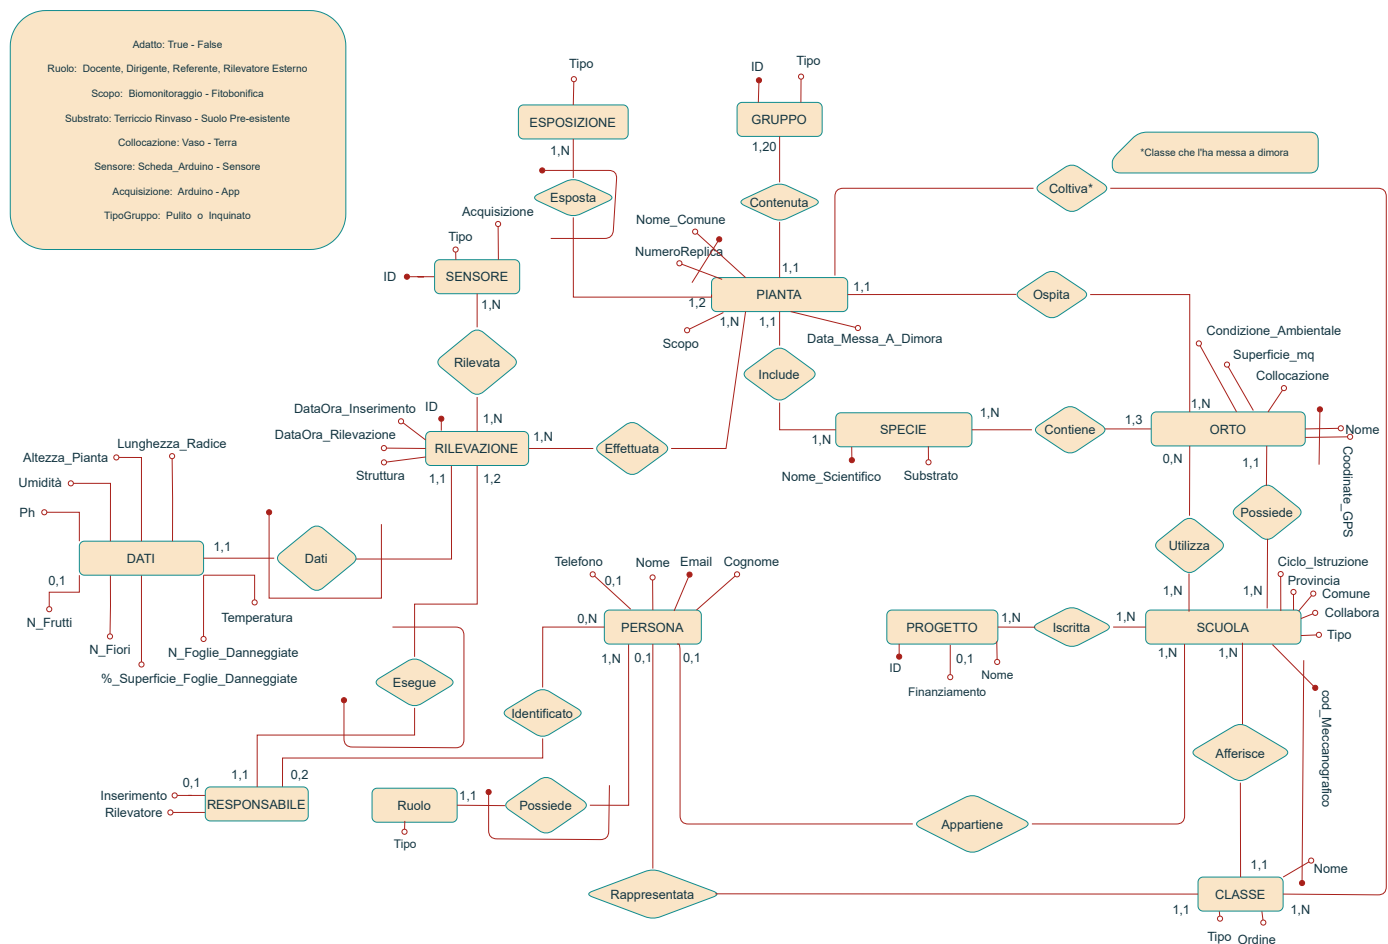 Adatto: True - False
Ruolo: Docente, Dirigente, Referente, Rilevatore Esterno
Scopo: Biomonitoraggio - Fitobonifica
Substrato: Terriccio Rinvaso - Suolo Pre-esistente
Collocazione: Vaso - Terra
Sensore: Scheda_Arduino - Sensore
Acquisizione: Arduino - App
TipoGruppo: Pulito o Inquinato
Tipo
ESPOSIZIONE
1,N
Esposta
ID
Tipo
GRUPPO
1,20
Contenuta
*Classe che l'ha messa a dimora
Coltiva*
Acquisizione
Tipo
ID
SENSORE
1,N
Rilevata
Nome_Comune
NumeroReplica
1,1
PIANTA
1,1
1,2
1,N
1,1
Scopo
Data_Messa_A_Dimora
Ospita
Include
Condizione_Ambientale
Superficie_mq
Collocazione
1,N
ORTO
Nome
Coodinate_GPS
1,3
0,N
1,1
Contiene
1,N
SPECIE
1,N
Nome_Scientifico
Substrato
DataOra_Inserimento
ID
DataOra_Rilevazione
Struttura
1,N
RILEVAZIONE
1,N
1,1
1,2
Effettuata
Lunghezza_Radice
Altezza_Pianta
Umidità
Ph
DATI
1,1
Dati
0,1
N_Frutti
N_Fiori
%_Superficie_Foglie_Danneggiate
N_Foglie_Danneggiate
Temperatura
Utilizza
Possiede
Telefono
0,1
Nome
Email
Cognome
0,N
PERSONA
1,N
0,1
0,1
PROGETTO
1,N
ID
0,1
Finanziamento
Nome
Iscritta
1,N
1,N
1,N
SCUOLA
Ciclo_Istruzione
Provincia
Comune
Collabora
Tipo
1,N
1,N
cod_Meccanografico
Esegue
Identificato
Afferisce
1,1
0,2
0,1
Inserimento
Rilevatore
RESPONSABILE
Ruolo
1,1
Tipo
Possiede
Appartiene
Rappresentata
1,1
Nome
CLASSE
1,1
1,N
Tipo
Ordine